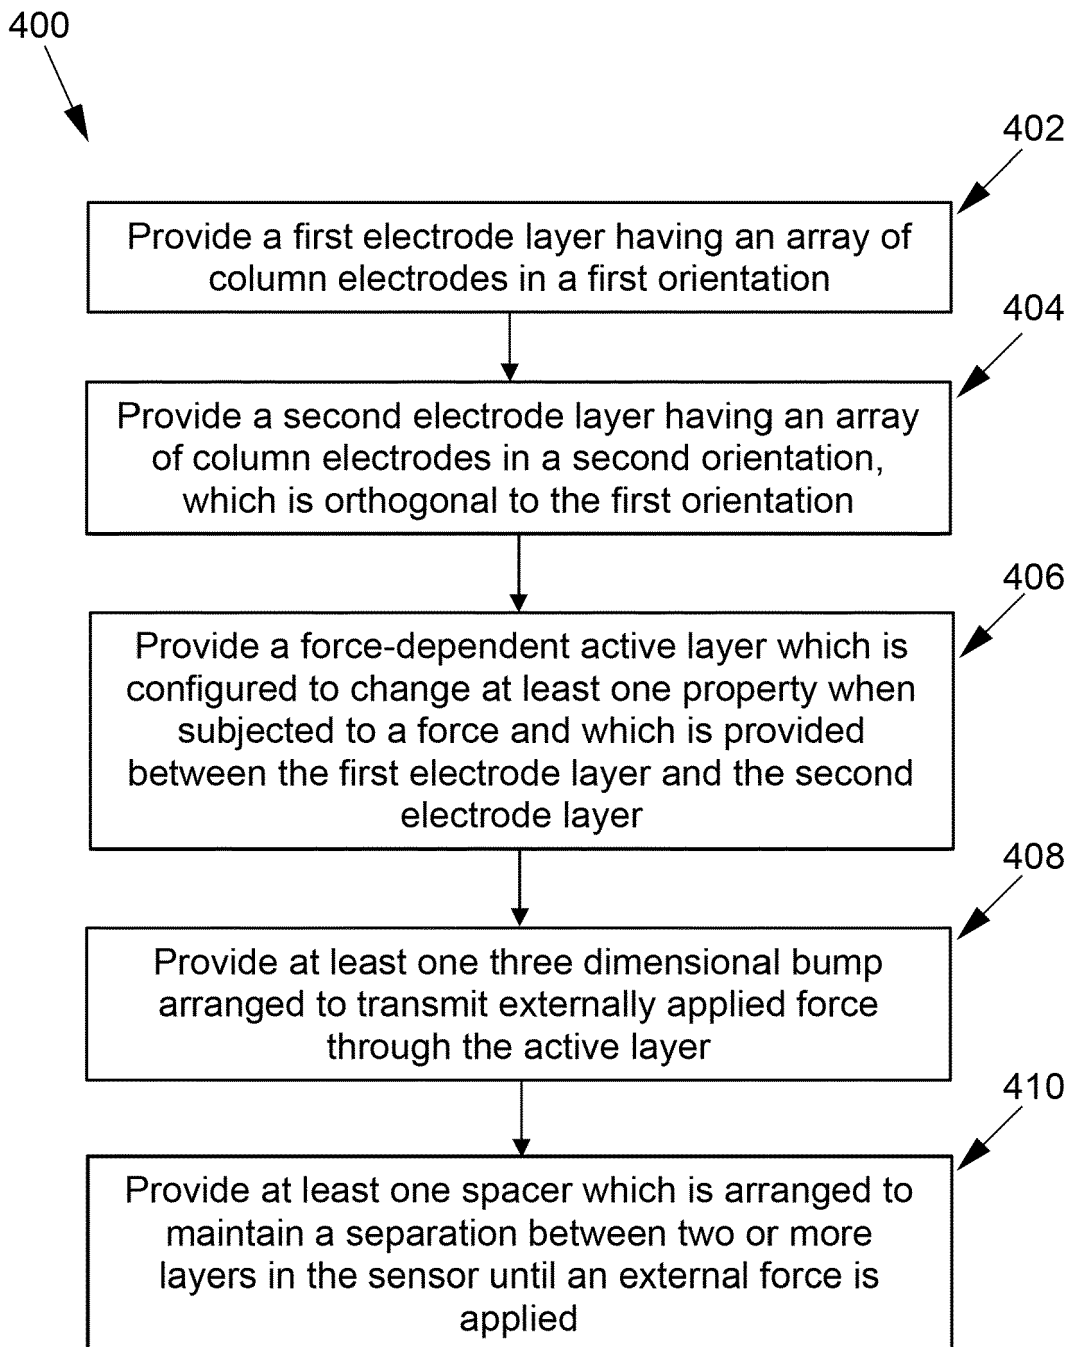 400
402
Provide a first electrode layer having an array of
column electrodes in a first orientation
404
Provide a second electrode layer having an array
of column electrodes in a second orientation,
which is orthogonal to the first orientation
406
Provide a force-dependent active layer which is
configured to change at least one property when
subjected to a force and which is provided
between the first electrode layer and the second
electrode layer
408
Provide at least one three dimensional bump
arranged to transmit externally applied force
through the active layer
410
Provide at least one spacer which is arranged to
maintain a separation between two or more
layers in the sensor until an external force is
applied